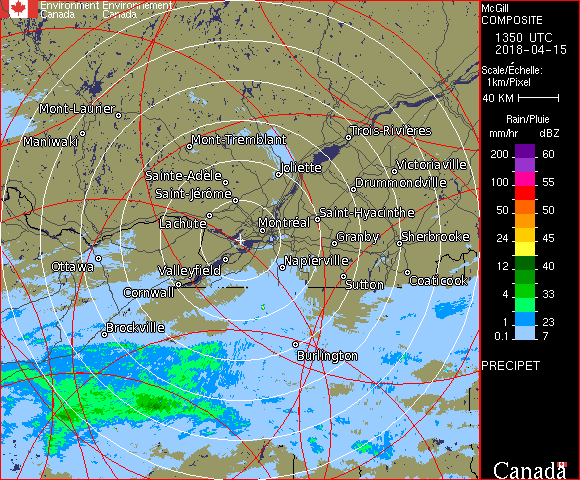 Environment Environnement
Canada Canada
McGill
COMPOSITE
1350 UTC
2018-04-15
Scale/Échelle:
1km/Pixel
40 KM
Rain/Pluie
mm/hr dBZ
200 60
100 55
50 50
24 45
12 40
4 33
1 23
0.1 7
PRECIPET
Canada
Mont-Laurier
Maniwaki
Mont-Tremblant
Trois-Rivières
Joliette
Victoriaville
Sainte-Adèle
Drummondville
Saint-Jérôme
Saint-Hyacinthe
Lachute
Montréal
Granby
Sherbrooke
Ottawa
Valleyfield
Napierville
Cornwall
Sutton
Coaticook
Brockville
Burlington